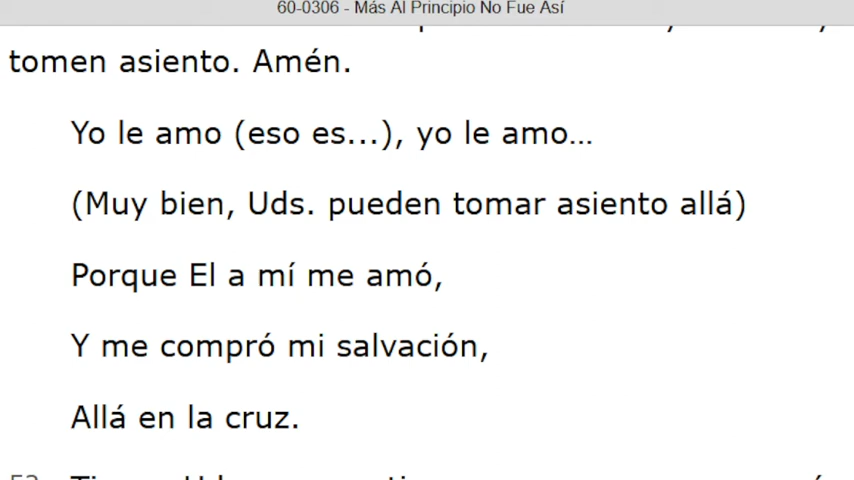 60-0306 - Más Al Principio No Fue Así
tomen asiento. Amén.
Yo le amo (eso es...), yo le amo...
(Muy bien, Uds. pueden tomar asiento allá)
Porque El a mí me amó,
Y me compró mi salvación,
Allá en la cruz.